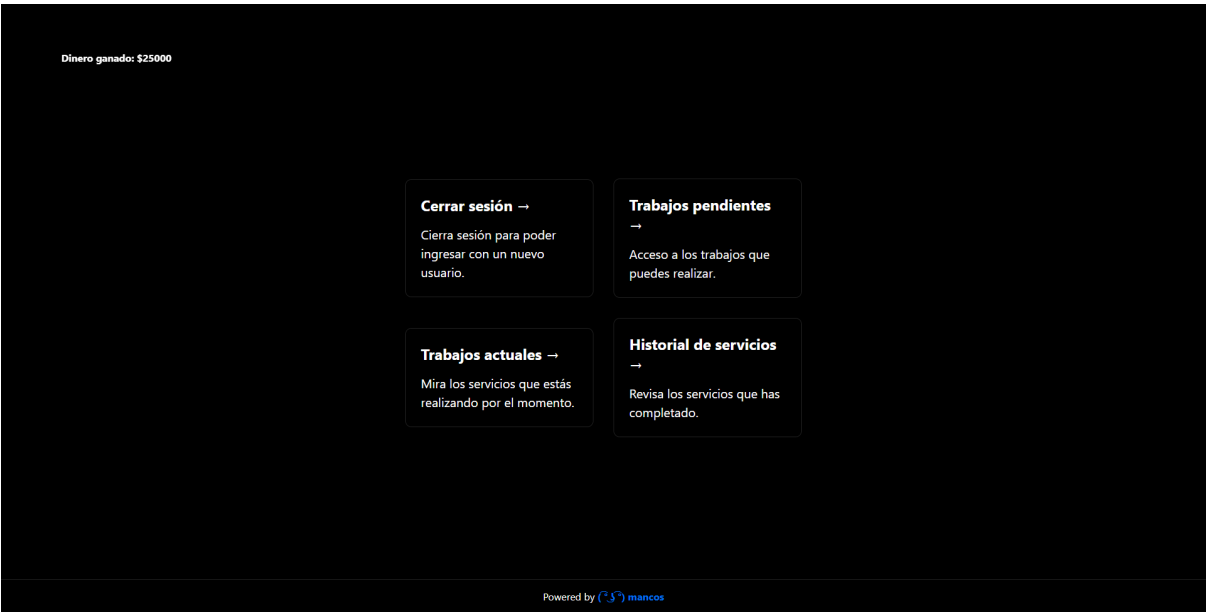 Dinero ganado: $25000
Cerrar sesión →
Cierra sesión para poder
ingresar con un nuevo
usuario.
Trabajos pendientes
→
Acceso a los trabajos que
puedes realizar.
Trabajos actuales →
Mira los servicios que estás
realizando por el momento.
Historial de servicios
→
Revisa los servicios que has
completado.
Powered by ( ͡° ͜ʖ ͡°) mancos